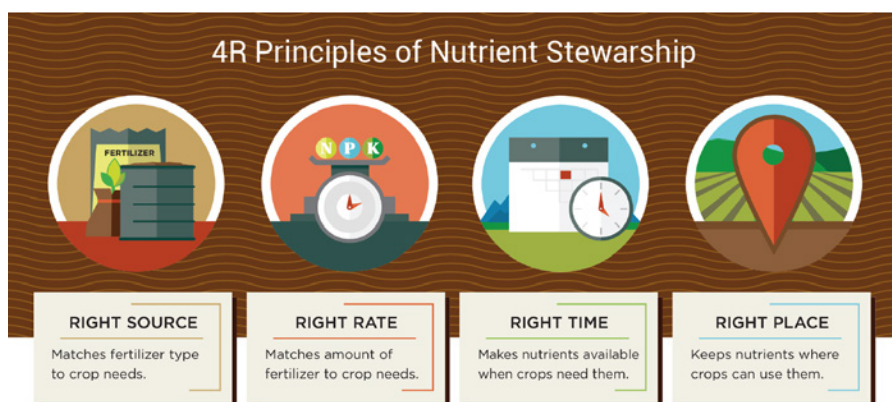 4R Principles of Nutrient Stewarship
FERTILIZER
N P K
RIGHT SOURCE
Matches fertilizer type
to crop needs.
RIGHT RATE
Matches amount of
fertilizer to crop needs.
RIGHT TIME
Makes nutrients available
when crops need them.
RIGHT PLACE
Keeps nutrients where
crops can use them.